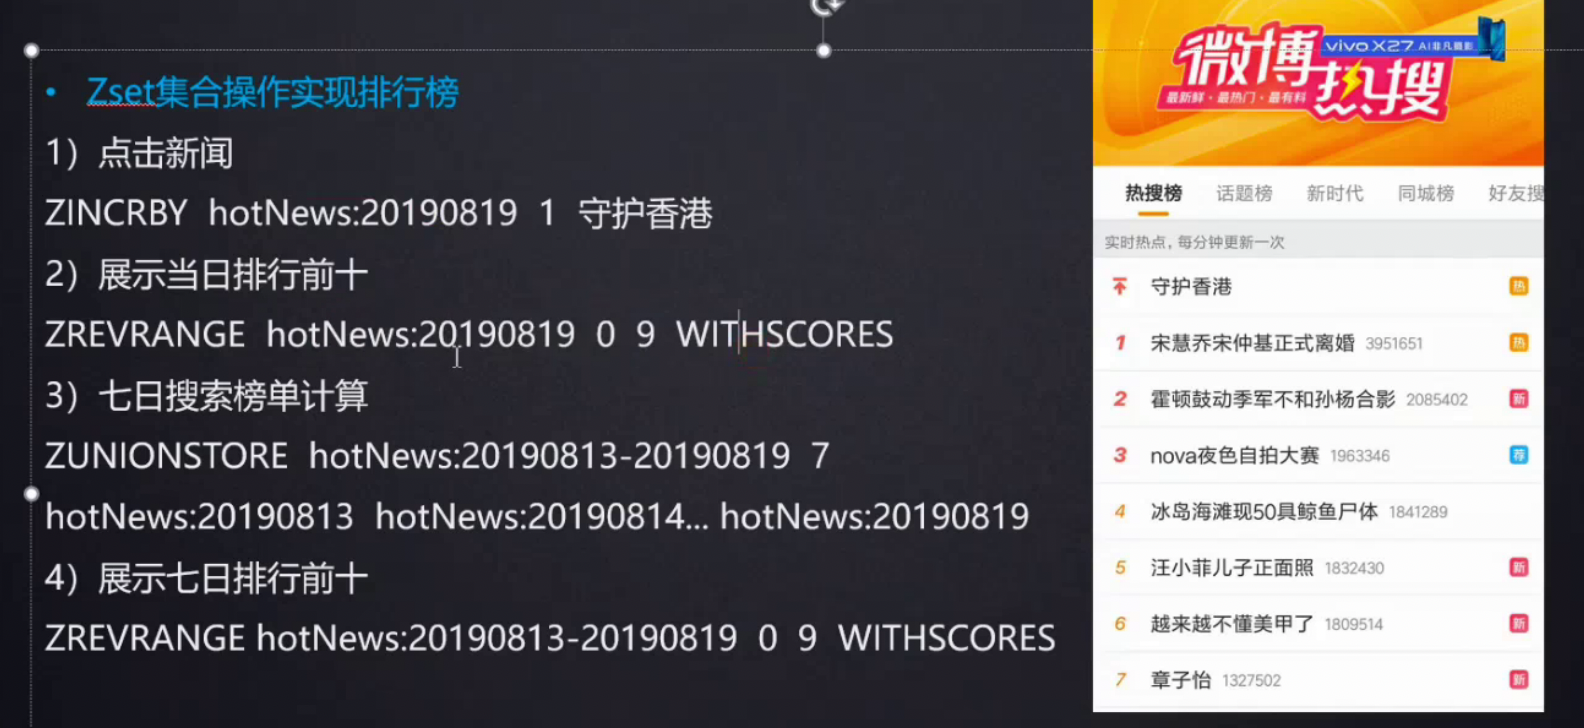 • Zset集合操作实现排行榜
1）点击新闻
ZINCRBY hotNews:20190819 1 守护香港
2）展示当日排行前十
ZREVRANGE hotNews:20190819 0 9 WITHSCORES
3）七日搜索榜单计算
ZUNIONSTORE hotNews:20190813-20190819 7
hotNews:20190813 hotNews:20190814... hotNews:20190819
4）展示七日排行前十
ZREVRANGE hotNews:20190813-20190819 0 9 WITHSCORES
微博热搜
vivo X27 AI非凡摄影
最新鲜·最热门·最有料
热搜榜 话题榜 新时代 同城榜 好友搜
实时热点，每分钟更新一次
守护香港 热
1 宋慧乔宋仲基正式离婚 3951651 热
2 霍顿鼓动季军不和孙杨合影 2085402 新
3 nova夜色自拍大赛 1963346 荐
4 冰岛海滩现50具鲸鱼尸体 1841289
5 汪小菲儿子正面照 1832430 新
6 越来越不懂美甲了 1809514 新
7 章子怡 1327502 新